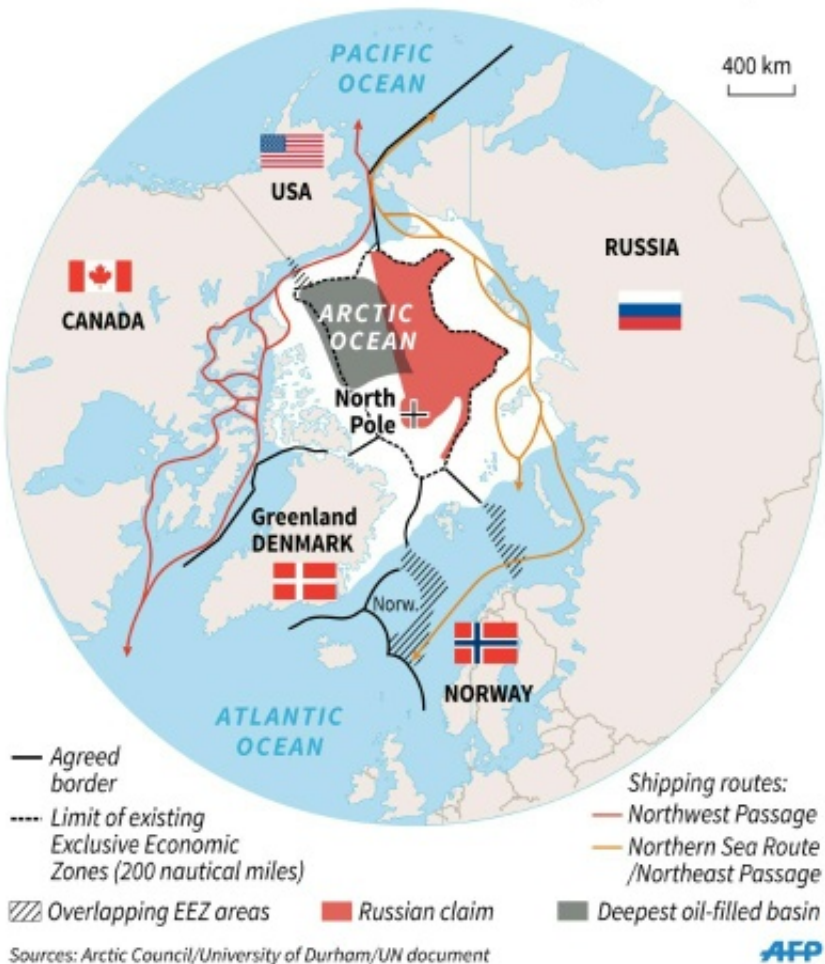 PACIFIC
OCEAN
400 km
USA
RUSSIA
CANADA
ARCTIC
OCEAN
North
Pole
Greenland
DENMARK
Norw.
NORWAY
ATLANTIC
OCEAN
Agreed
border
Limit of existing
Exclusive Economic
Zones (200 nautical miles)
Shipping routes:
Northwest Passage
Northern Sea Route
/Northeast Passage
Overlapping EEZ areas
Russian claim
Deepest oil-filled basin
Sources: Arctic Council/University of Durham/UN document
AFP